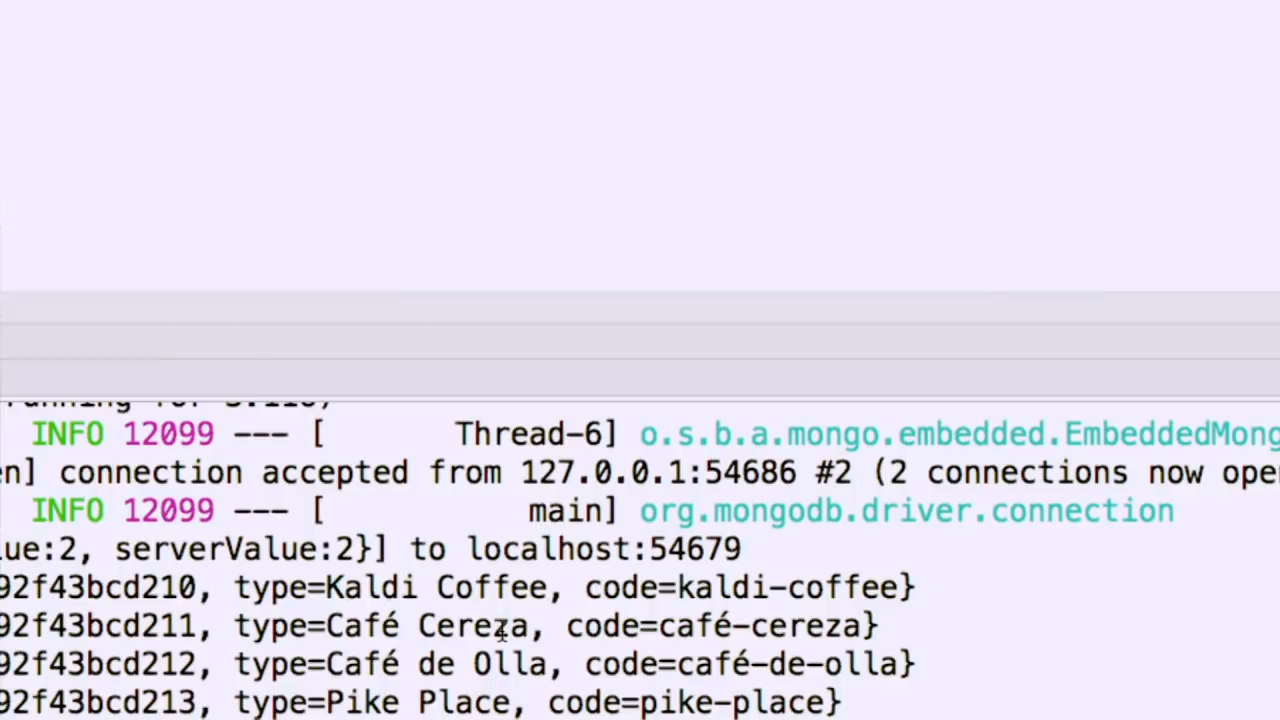 INFO 12099 --- [       Thread-6] o.s.b.a.mongo.embedded.EmbeddedMong
en] connection accepted from 127.0.0.1:54686 #2 (2 connections now ope
INFO 12099 --- [           main] org.mongodb.driver.connection
lue:2, serverValue:2}] to localhost:54679
92f43bcd210, type=Kaldi Coffee, code=kaldi-coffee}
92f43bcd211, type=Café Cereza, code=café-cereza}
92f43bcd212, type=Café de Olla, code=café-de-olla}
92f43bcd213, type=Pike Place, code=pike-place}